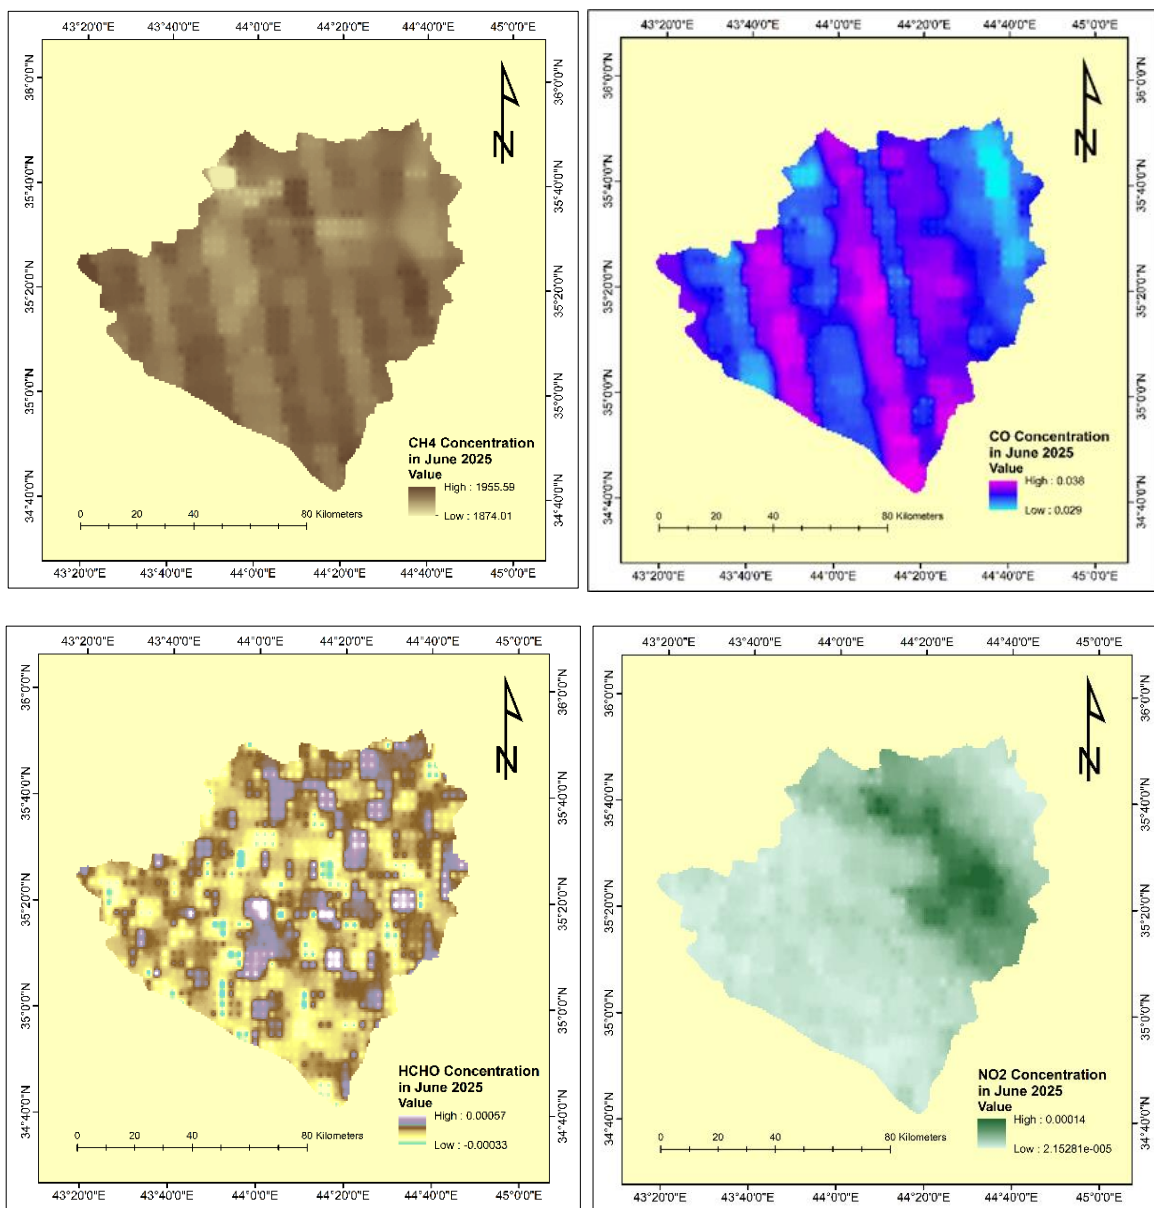 43°20'0"E 43°40'0"E 44°0'0"E 44°20'0"E 44°40'0"E 45°0'0"E
36°0'0"N 36°0'0"N
N
35°40'0"N 35°40'0"N
35°20'0"N 35°20'0"N
35°0'0"N 35°0'0"N
CH4 Concentration
in June 2025
Value
High : 1955.59
Low : 1874.01
34°40'0"N 34°40'0"N
0 20 40 80 Kilometers
43°20'0"E 43°40'0"E 44°0'0"E 44°20'0"E 44°40'0"E 45°0'0"E
43°20'0"E 43°40'0"E 44°0'0"E 44°20'0"E 44°40'0"E 45°0'0"E
36°0'0"N 36°0'0"N
N
35°40'0"N 35°40'0"N
35°20'0"N 35°20'0"N
35°0'0"N 35°0'0"N
CO Concentration
in June 2025
Value
High : 0.038
Low : 0.029
34°40'0"N 34°40'0"N
0 20 40 80 Kilometers
43°20'0"E 43°40'0"E 44°0'0"E 44°20'0"E 44°40'0"E 45°0'0"E
43°20'0"E 43°40'0"E 44°0'0"E 44°20'0"E 44°40'0"E 45°0'0"E
36°0'0"N 36°0'0"N
N
35°40'0"N 35°40'0"N
35°20'0"N 35°20'0"N
35°0'0"N 35°0'0"N
HCHO Concentration
in June 2025
Value
High : 0.00057
Low : -0.00033
34°40'0"N 34°40'0"N
0 20 40 80 Kilometers
43°20'0"E 43°40'0"E 44°0'0"E 44°20'0"E 44°40'0"E 45°0'0"E
43°20'0"E 43°40'0"E 44°0'0"E 44°20'0"E 44°40'0"E 45°0'0"E
36°0'0"N 36°0'0"N
N
35°40'0"N 35°40'0"N
35°20'0"N 35°20'0"N
35°0'0"N 35°0'0"N
NO2 Concentration
in June 2025
Value
High : 0.00014
Low : 2.15281e-005
34°40'0"N 34°40'0"N
0 20 40 80 Kilometers
43°20'0"E 43°40'0"E 44°0'0"E 44°20'0"E 44°40'0"E 45°0'0"E